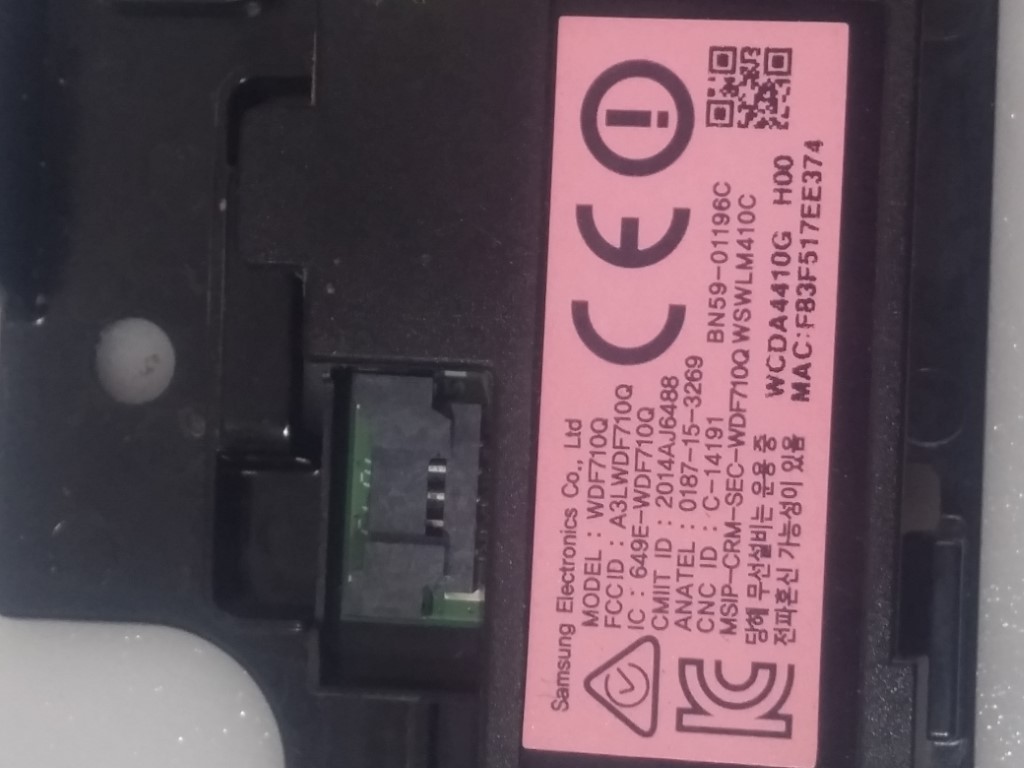 Samsung Electronics Co., Ltd
MODEL : WDF710Q
FCCID : A3LWDF710Q
IC : 649E-WDF710Q
CMIIT ID : 2014AJ6488
ANATEL : 0187-15-3269
CNC ID : C-14191
MSIP-CRM-SEC-WDF710Q
당해 무선설비는 운용 중
전파혼신 가능성이 있음
CE
BN59-01196C
WSWLM410C
WCDA4410G H00
MAC:F83F517EE374